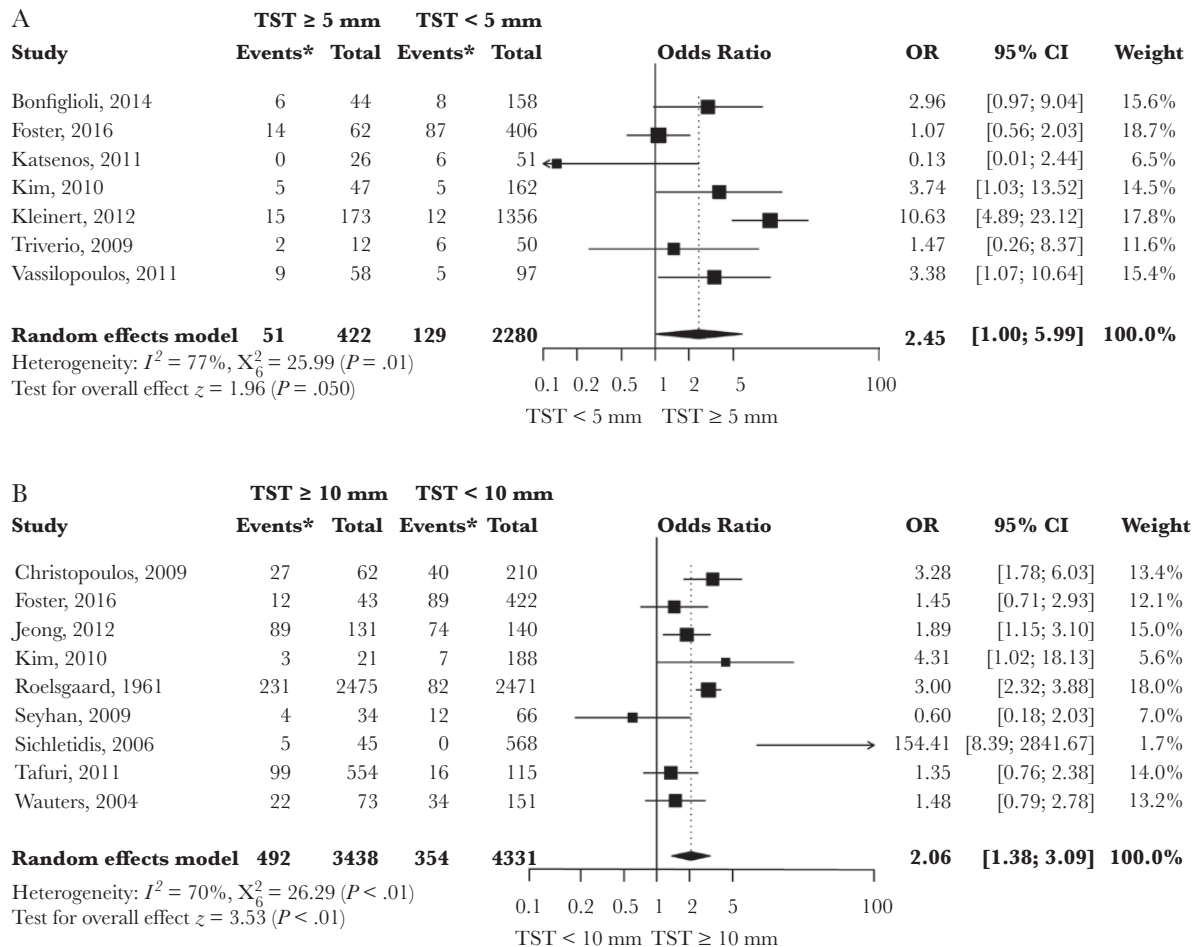 A
TST ≥ 5 mm TST < 5 mm
Study Events* Total Events* Total Odds Ratio OR 95% CI Weight
Bonfiglioli, 2014 6 44 8 158 2.96 [0.97; 9.04] 15.6%
Foster, 2016 14 62 87 406 1.07 [0.56; 2.03] 18.7%
Katsenos, 2011 0 26 6 51 0.13 [0.01; 2.44] 6.5%
Kim, 2010 5 47 5 162 3.74 [1.03; 13.52] 14.5%
Kleinert, 2012 15 173 12 1356 10.63 [4.89; 23.12] 17.8%
Triverio, 2009 2 12 6 50 1.47 [0.26; 8.37] 11.6%
Vassilopoulos, 2011 9 58 5 97 3.38 [1.07; 10.64] 15.4%
Random effects model 51 422 129 2280 2.45 [1.00; 5.99] 100.0%
Heterogeneity: I² = 77%, X²₆ = 25.99 (P = .01)
Test for overall effect z = 1.96 (P = .050)
0.1 0.2 0.5 1 2 5 100
TST < 5 mm TST ≥ 5 mm
B
TST ≥ 10 mm TST < 10 mm
Study Events* Total Events* Total Odds Ratio OR 95% CI Weight
Christopoulos, 2009 27 62 40 210 3.28 [1.78; 6.03] 13.4%
Foster, 2016 12 43 89 422 1.45 [0.71; 2.93] 12.1%
Jeong, 2012 89 131 74 140 1.89 [1.15; 3.10] 15.0%
Kim, 2010 3 21 7 188 4.31 [1.02; 18.13] 5.6%
Roelsgaard, 1961 231 2475 82 2471 3.00 [2.32; 3.88] 18.0%
Seyhan, 2009 4 34 12 66 0.60 [0.18; 2.03] 7.0%
Sichletidis, 2006 5 45 0 568 154.41 [8.39; 2841.67] 1.7%
Tafuri, 2011 99 554 16 115 1.35 [0.76; 2.38] 14.0%
Wauters, 2004 22 73 34 151 1.48 [0.79; 2.78] 13.2%
Random effects model 492 3438 354 4331 2.06 [1.38; 3.09] 100.0%
Heterogeneity: I² = 70%, X²₆ = 26.29 (P < .01)
Test for overall effect z = 3.53 (P < .01)
0.1 0.2 0.5 1 2 5 100
TST < 10 mm TST ≥ 10 mm